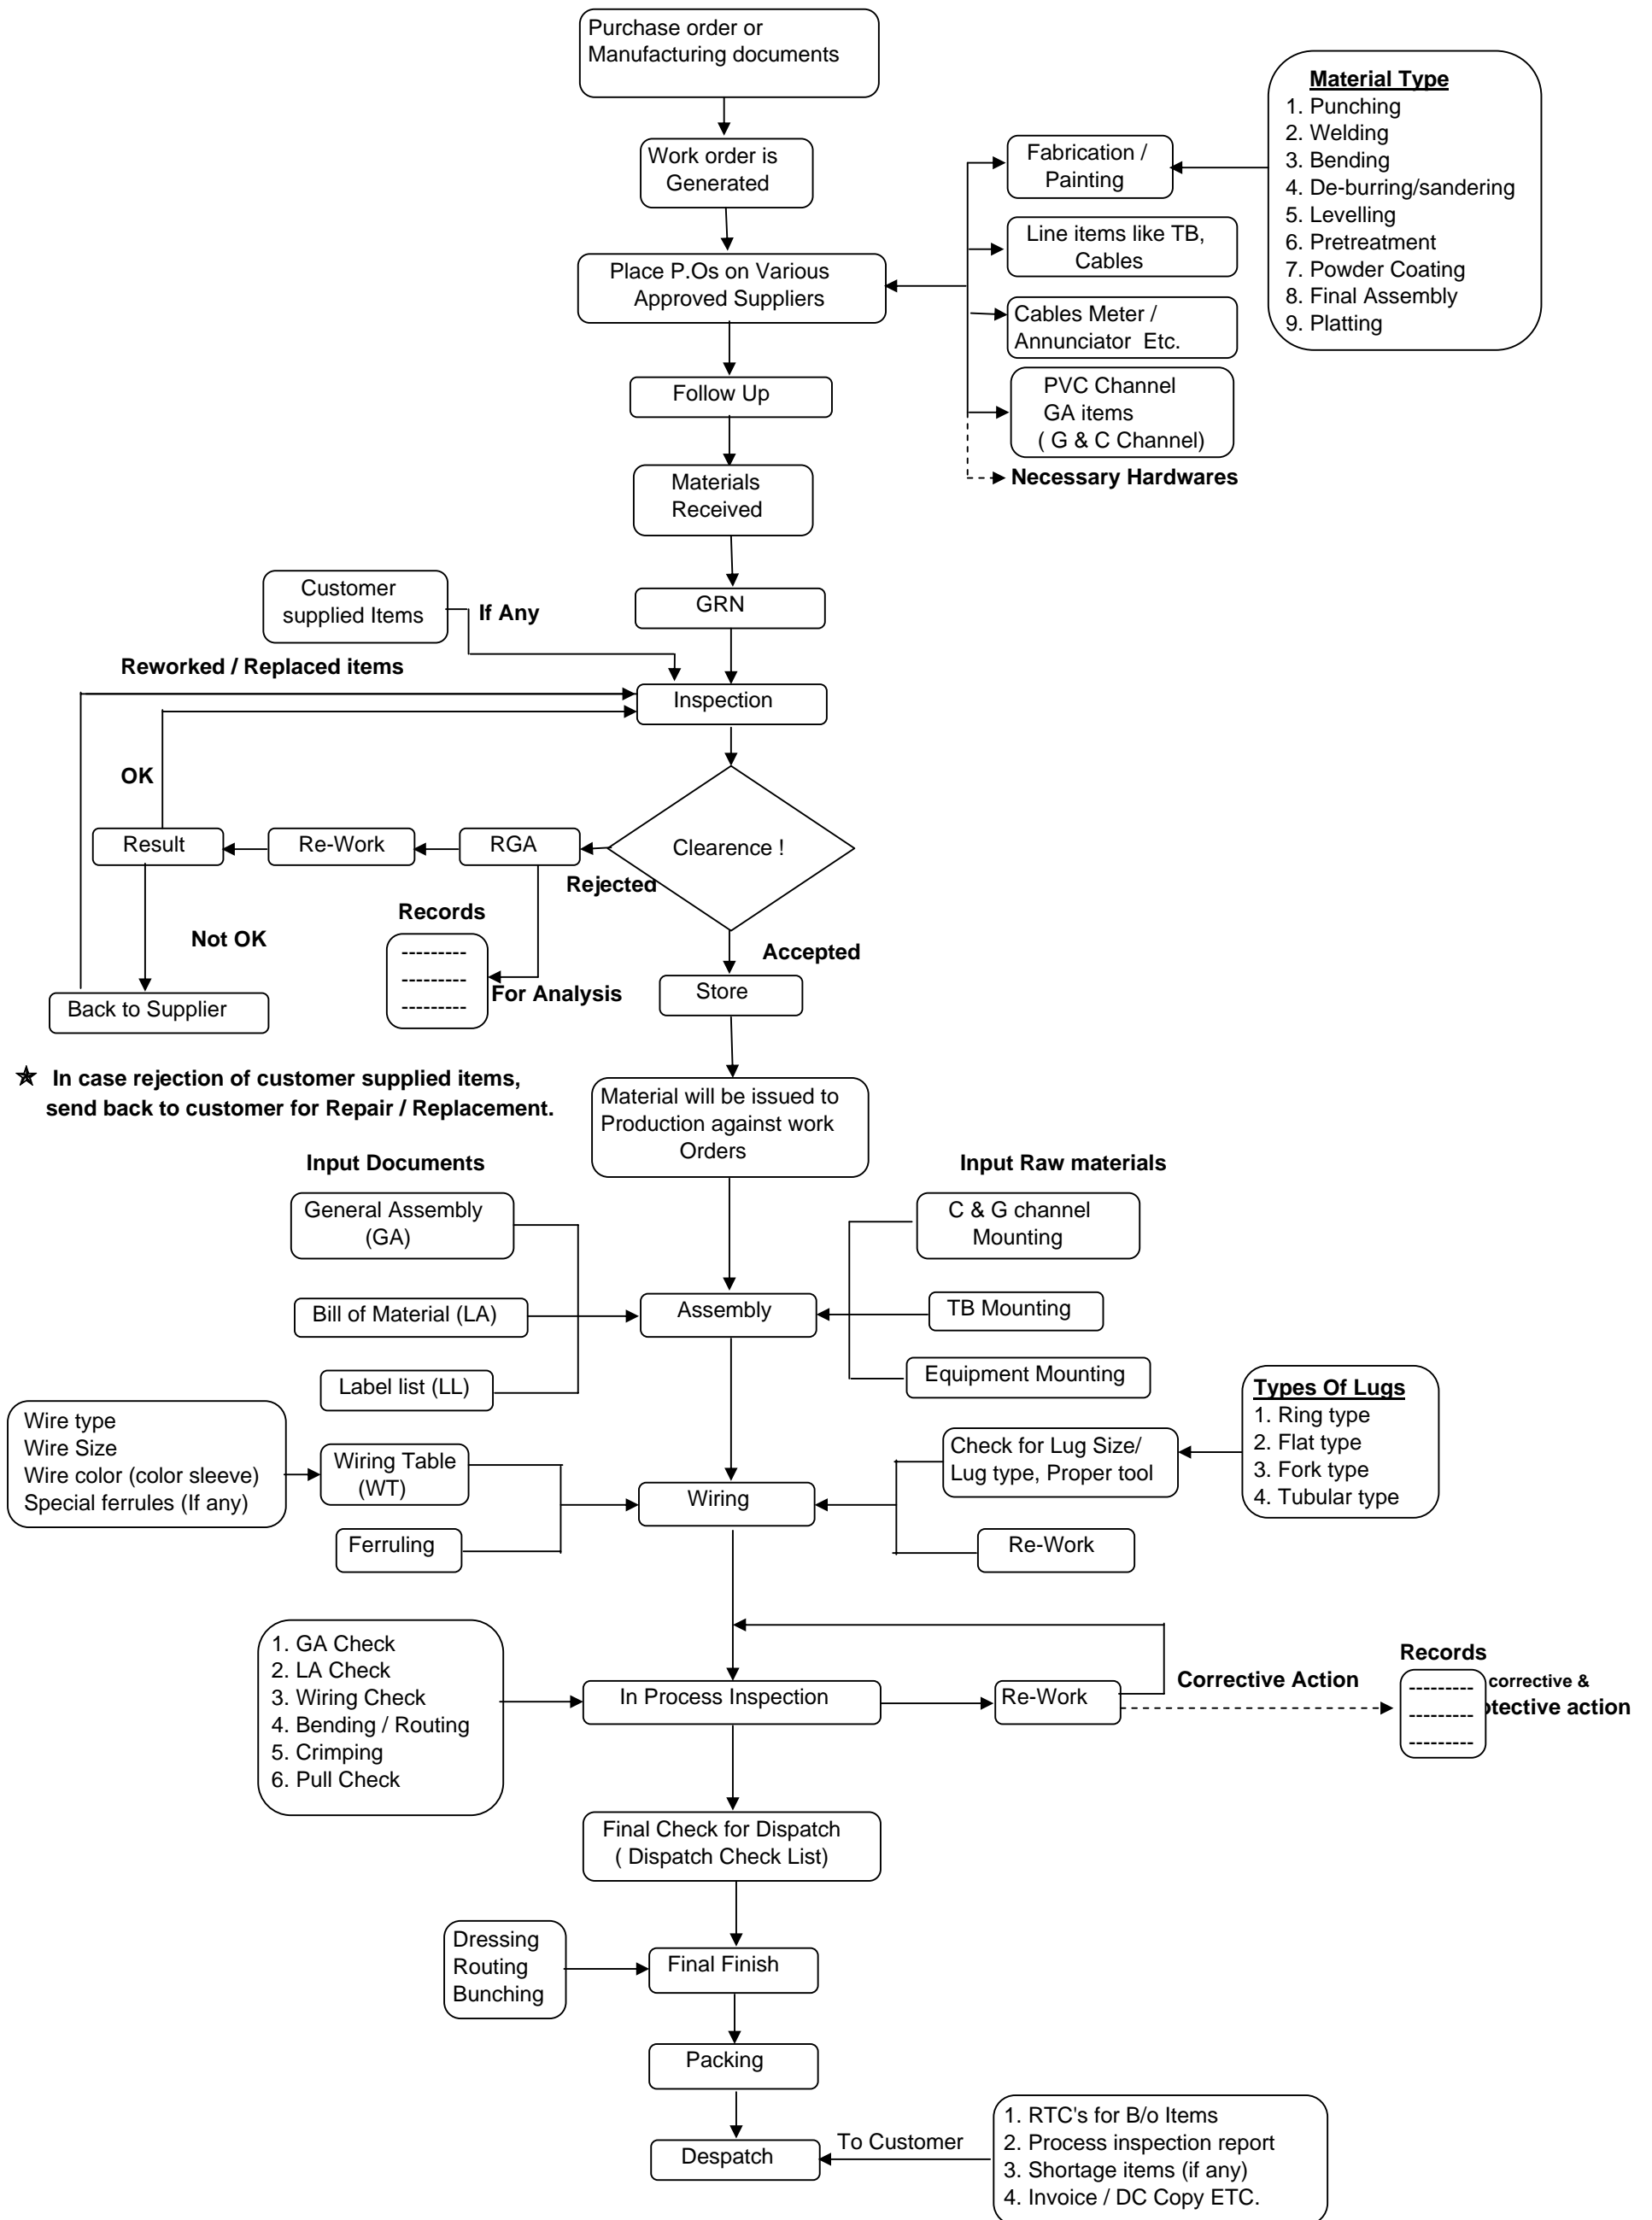 Purchase order or
Manufacturing documents
Work order is
Generated
Place P.Os on Various
Approved Suppliers
Fabrication /
Painting
Line items like TB,
Cables
Cables Meter /
Annunciator Etc.
PVC Channel
GA items
( G & C Channel)
Necessary Hardwares
Material Type
1. Punching
2. Welding
3. Bending
4. De-burring/sandering
5. Levelling
6. Pretreatment
7. Powder Coating
8. Final Assembly
9. Platting
Follow Up
Materials
Received
GRN
Customer
supplied Items
If Any
Reworked / Replaced items
Inspection
OK
Result
Re-Work
RGA
Clearence !
Rejected
Records
---------
---------
---------
For Analysis
Not OK
Back to Supplier
Accepted
Store
In case rejection of customer supplied items,
send back to customer for Repair / Replacement.
Material will be issued to
Production against work
Orders
Input Documents
General Assembly
(GA)
Bill of Material (LA)
Label list (LL)
Assembly
Input Raw materials
C & G channel
Mounting
TB Mounting
Equipment Mounting
Wire type
Wire Size
Wire color (color sleeve)
Special ferrules (If any)
Wiring Table
(WT)
Ferruling
Wiring
Check for Lug Size/
Lug type, Proper tool
Re-Work
Types Of Lugs
1. Ring type
2. Flat type
3. Fork type
4. Tubular type
1. GA Check
2. LA Check
3. Wiring Check
4. Bending / Routing
5. Crimping
6. Pull Check
In Process Inspection
Re-Work
Corrective Action
Records
---------
---------
---------
corrective &
action
Final Check for Dispatch
( Dispatch Check List)
Dressing
Routing
Bunching
Final Finish
Packing
Despatch
To Customer
1. RTC's for B/o Items
2. Process inspection report
3. Shortage items (if any)
4. Invoice / DC Copy ETC.